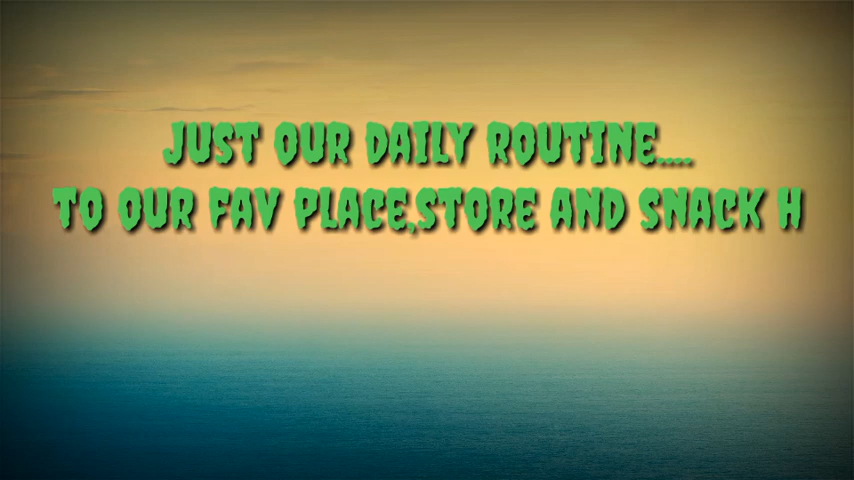 JUST OUR DAILY ROUTINE....
TO OUR FAV PLACE,STORE AND SNACK H